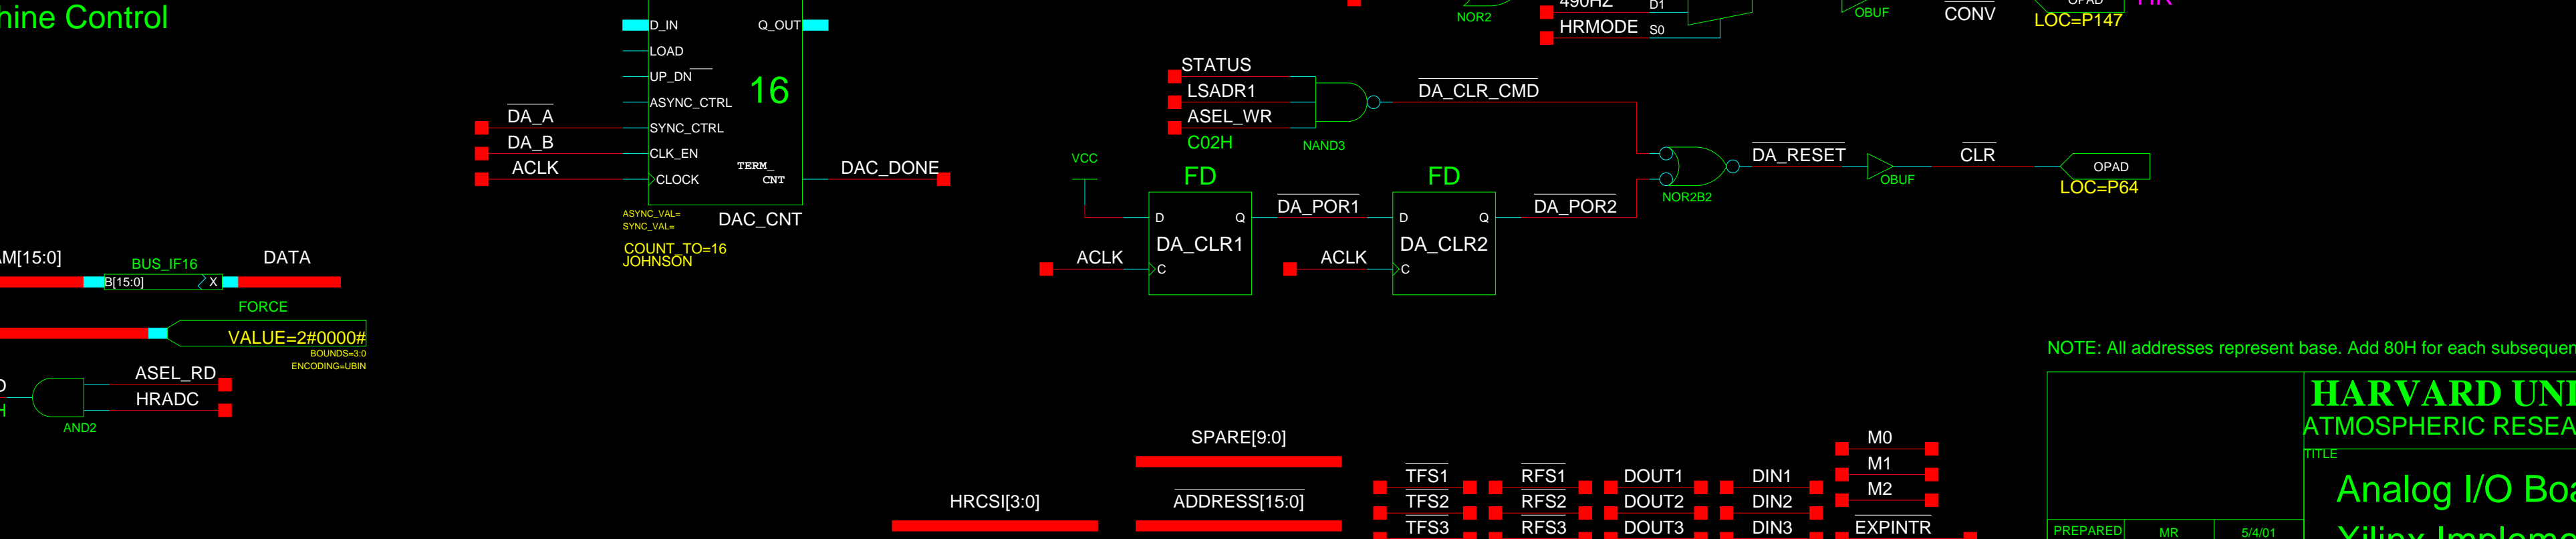 hine Control
D_IN
Q_OUT
LOAD
UP_DN
16
ASYNC_CTRL
DA_A
SYNC_CTRL
DA_B
CLK_EN
ACLK
CLOCK
TERM_
CNT
DAC_DONE
ASYNC_VAL=
SYNC_VAL=
DAC_CNT
COUNT_TO=16
JOHNSON
NOR2
490HZ
D1
HRMODE
S0
OBUF
CONV
OPAD
LOC=P147
HR
STATUS
LSADR1
ASEL_WR
C02H
NAND3
DA_CLR_CMD
VCC
FD
D
Q
DA_CLR1
ACLK
C
DA_POR1
FD
D
Q
DA_CLR2
ACLK
C
DA_POR2
NOR2B2
DA_RESET
OBUF
CLR
OPAD
LOC=P64
AM[15:0]
BUS_IF16
DATA
B[15:0]
X
FORCE
VALUE=2#0000#
BOUNDS=3:0
ENCODING=UBIN
D
H
ASEL_RD
HRADC
AND2
SPARE[9:0]
HRCSI[3:0]
ADDRESS[15:0]
TFS1
RFS1
DOUT1
DIN1
TFS2
RFS2
DOUT2
DIN2
TFS3
RFS3
DOUT3
DIN3
M0
M1
M2
EXPINTR
NOTE: All addresses represent base. Add 80H for each subsequen
HARVARD UNI
ATMOSPHERIC RESEA
TITLE
Analog I/O Boa
Xilinx Impleme
PREPARED
MR
5/4/01